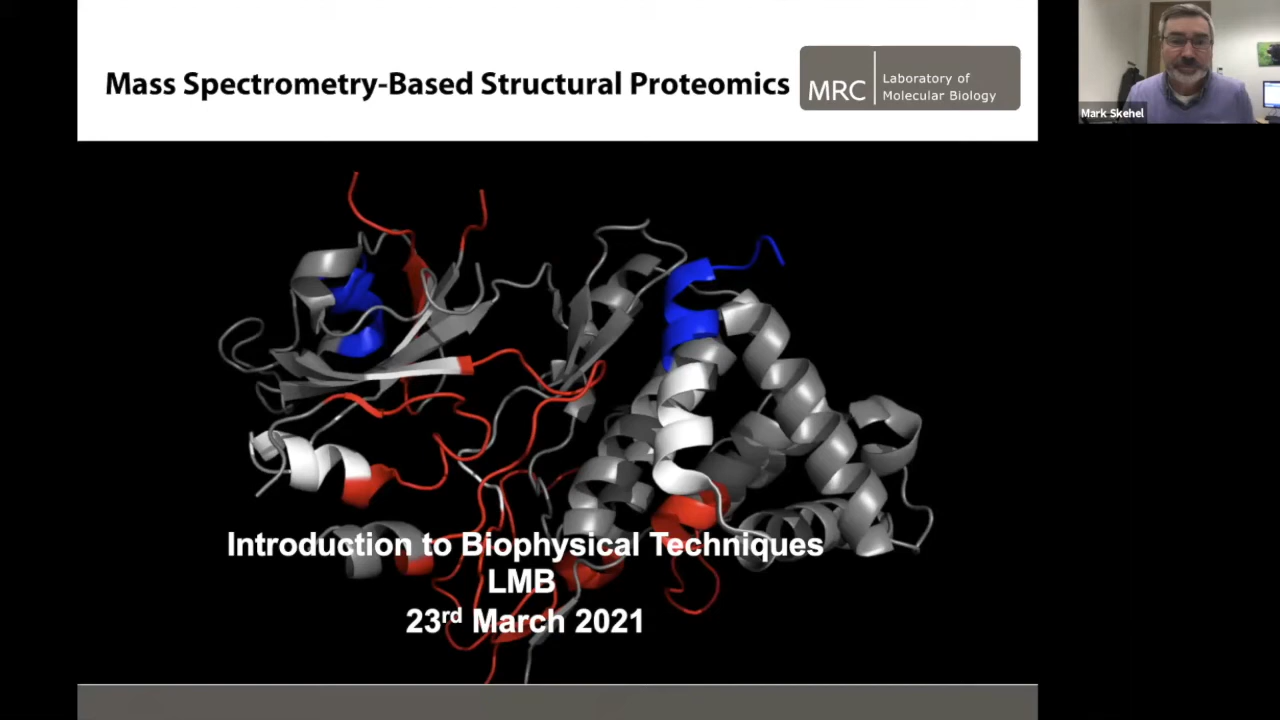 Mass Spectrometry-Based Structural Proteomics
MRC
Laboratory of
Molecular Biology
Mark Skehel
Introduction to Biophysical Techniques
LMB
23rd March 2021